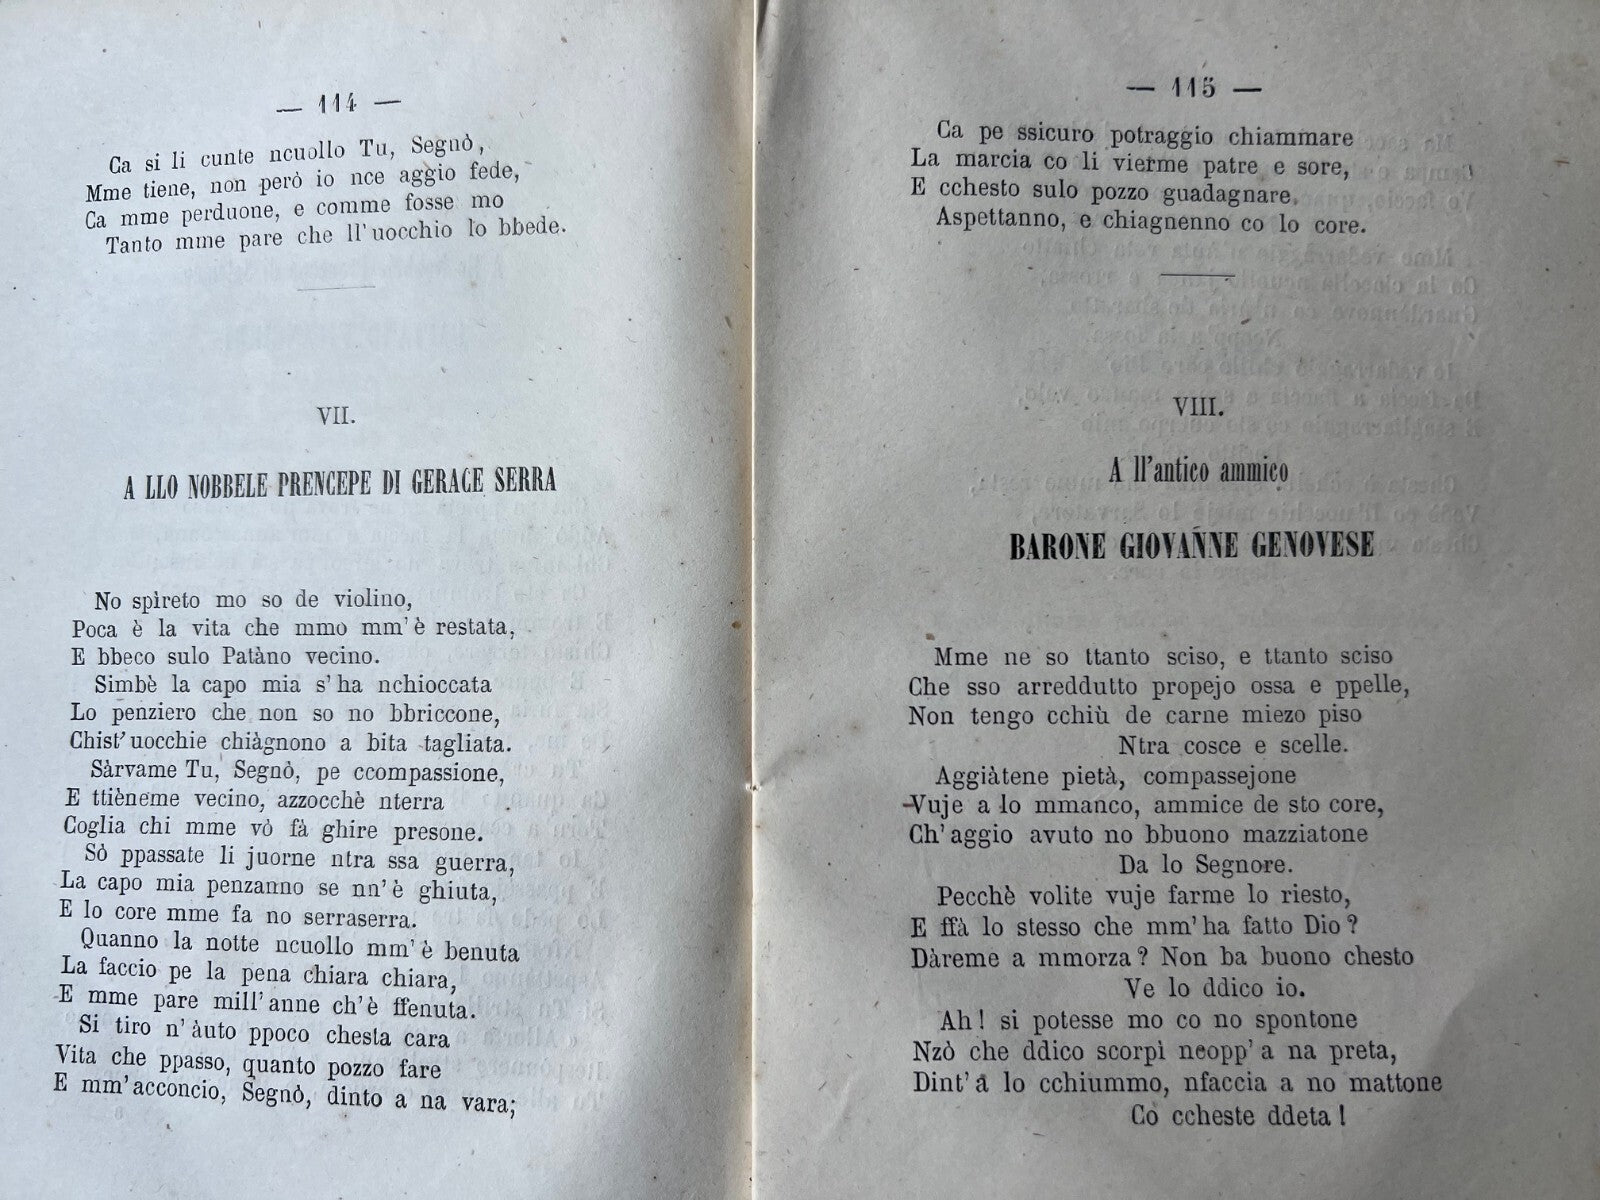 — 114 —
Ca si li cunte ncuollo Tu, Segnò,
Mme tiene, non però io nce aggio fede,
Ca mme perduone, e comme fosse mo
Tanto mme pare che ll'uocchio lo bbede.
VII.
A LLO NOBBELE PRENCEPE DI GERACE SERRA
No spìreto mo so de violino,
Poca è la vita che mmo mm'è restata,
E bbeco sulo Patàno vecino.
Simbè la capo mia s'ha nchioccata
Lo penziero che non so no bbriccone,
Chist'uocchie chiàgnono a bita tagliata.
Sàrvame Tu, Segnò, pe ccompassione,
E ttièneme vecino, azzocchè nterra
Coglia chi mme vò fà ghire presone.
Sò ppassate li juorne ntra ssa guerra,
La capo mia penzanno se nn'è ghiuta,
E lo core mme fa no serraserra.
Quanno la notte ncuollo mm'è benuta
La faccio pe la pena chiara chiara,
E mme pare mill'anne ch'è ffenuta.
Si tiro n'àuto ppoco chesta cara
Vita che ppasso, quanto pozzo fare
E mm'acconcio, Segnò, dinto a na vara;
— 115 —
Ca pe ssicuro potraggio chiammare
La marcia co li vierme patre e sore,
E cchesto sulo pozzo guadagnare.
Aspettanno, e chiagnenno co lo core.
VIII.
A ll'antico ammico
BARONE GIOVANNE GENOVESE
Mme ne so ttanto sciso, e ttanto sciso
Che sso arreddutto propejo ossa e ppelle,
Non tengo cchiù de carne miezo piso
Ntra cosce e scelle.
Aggiàtene pietà, compassejone
Vuje a lo mmanco, ammice de sto core,
Ch'aggio avuto no bbuono mazziatone
Da lo Segnore.
Pecchè volite vuje farme lo riesto,
E ffà lo stesso che mm'ha fatto Dio?
Dàreme a mmorza? Non ba buono chesto
Ve lo ddico io.
Ah! si potesse mo co no spontone
Nzò che ddico scorpì neopp'a na preta,
Dint'a lo cchiummo, nfaccia a no mattone
Co ccheste ddeta!